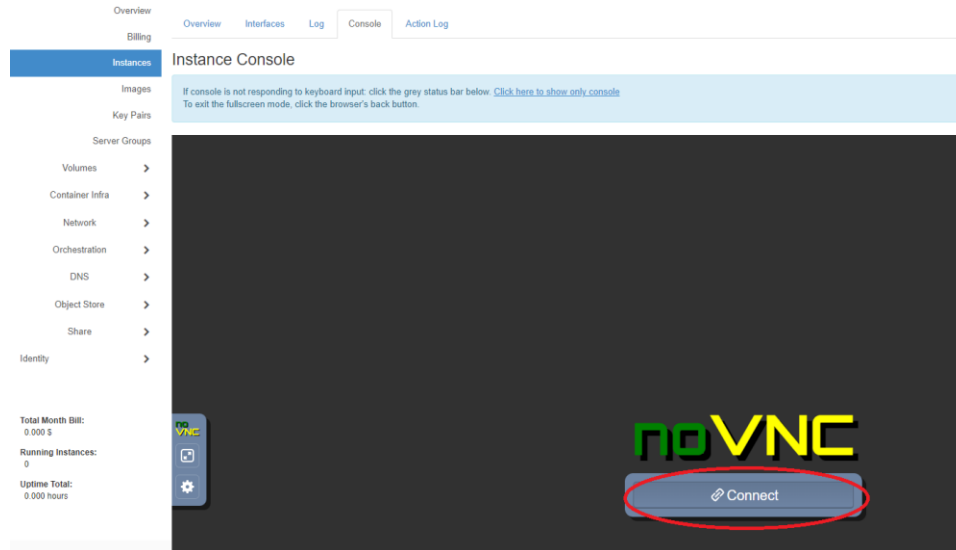 Overview
Billing
Instances
Images
Key Pairs
Server Groups
Volumes
Container Infra
Network
Orchestration
DNS
Object Store
Share
Identity
Total Month Bill:
0.000 $
Running Instances:
0
Uptime Total:
0.000 hours
Overview Interfaces Log Console Action Log
Instance Console
If console is not responding to keyboard input: click the grey status bar below. Click here to show only console
To exit the fullscreen mode, click the browser's back button.
no
VNC
noVNC
Connect